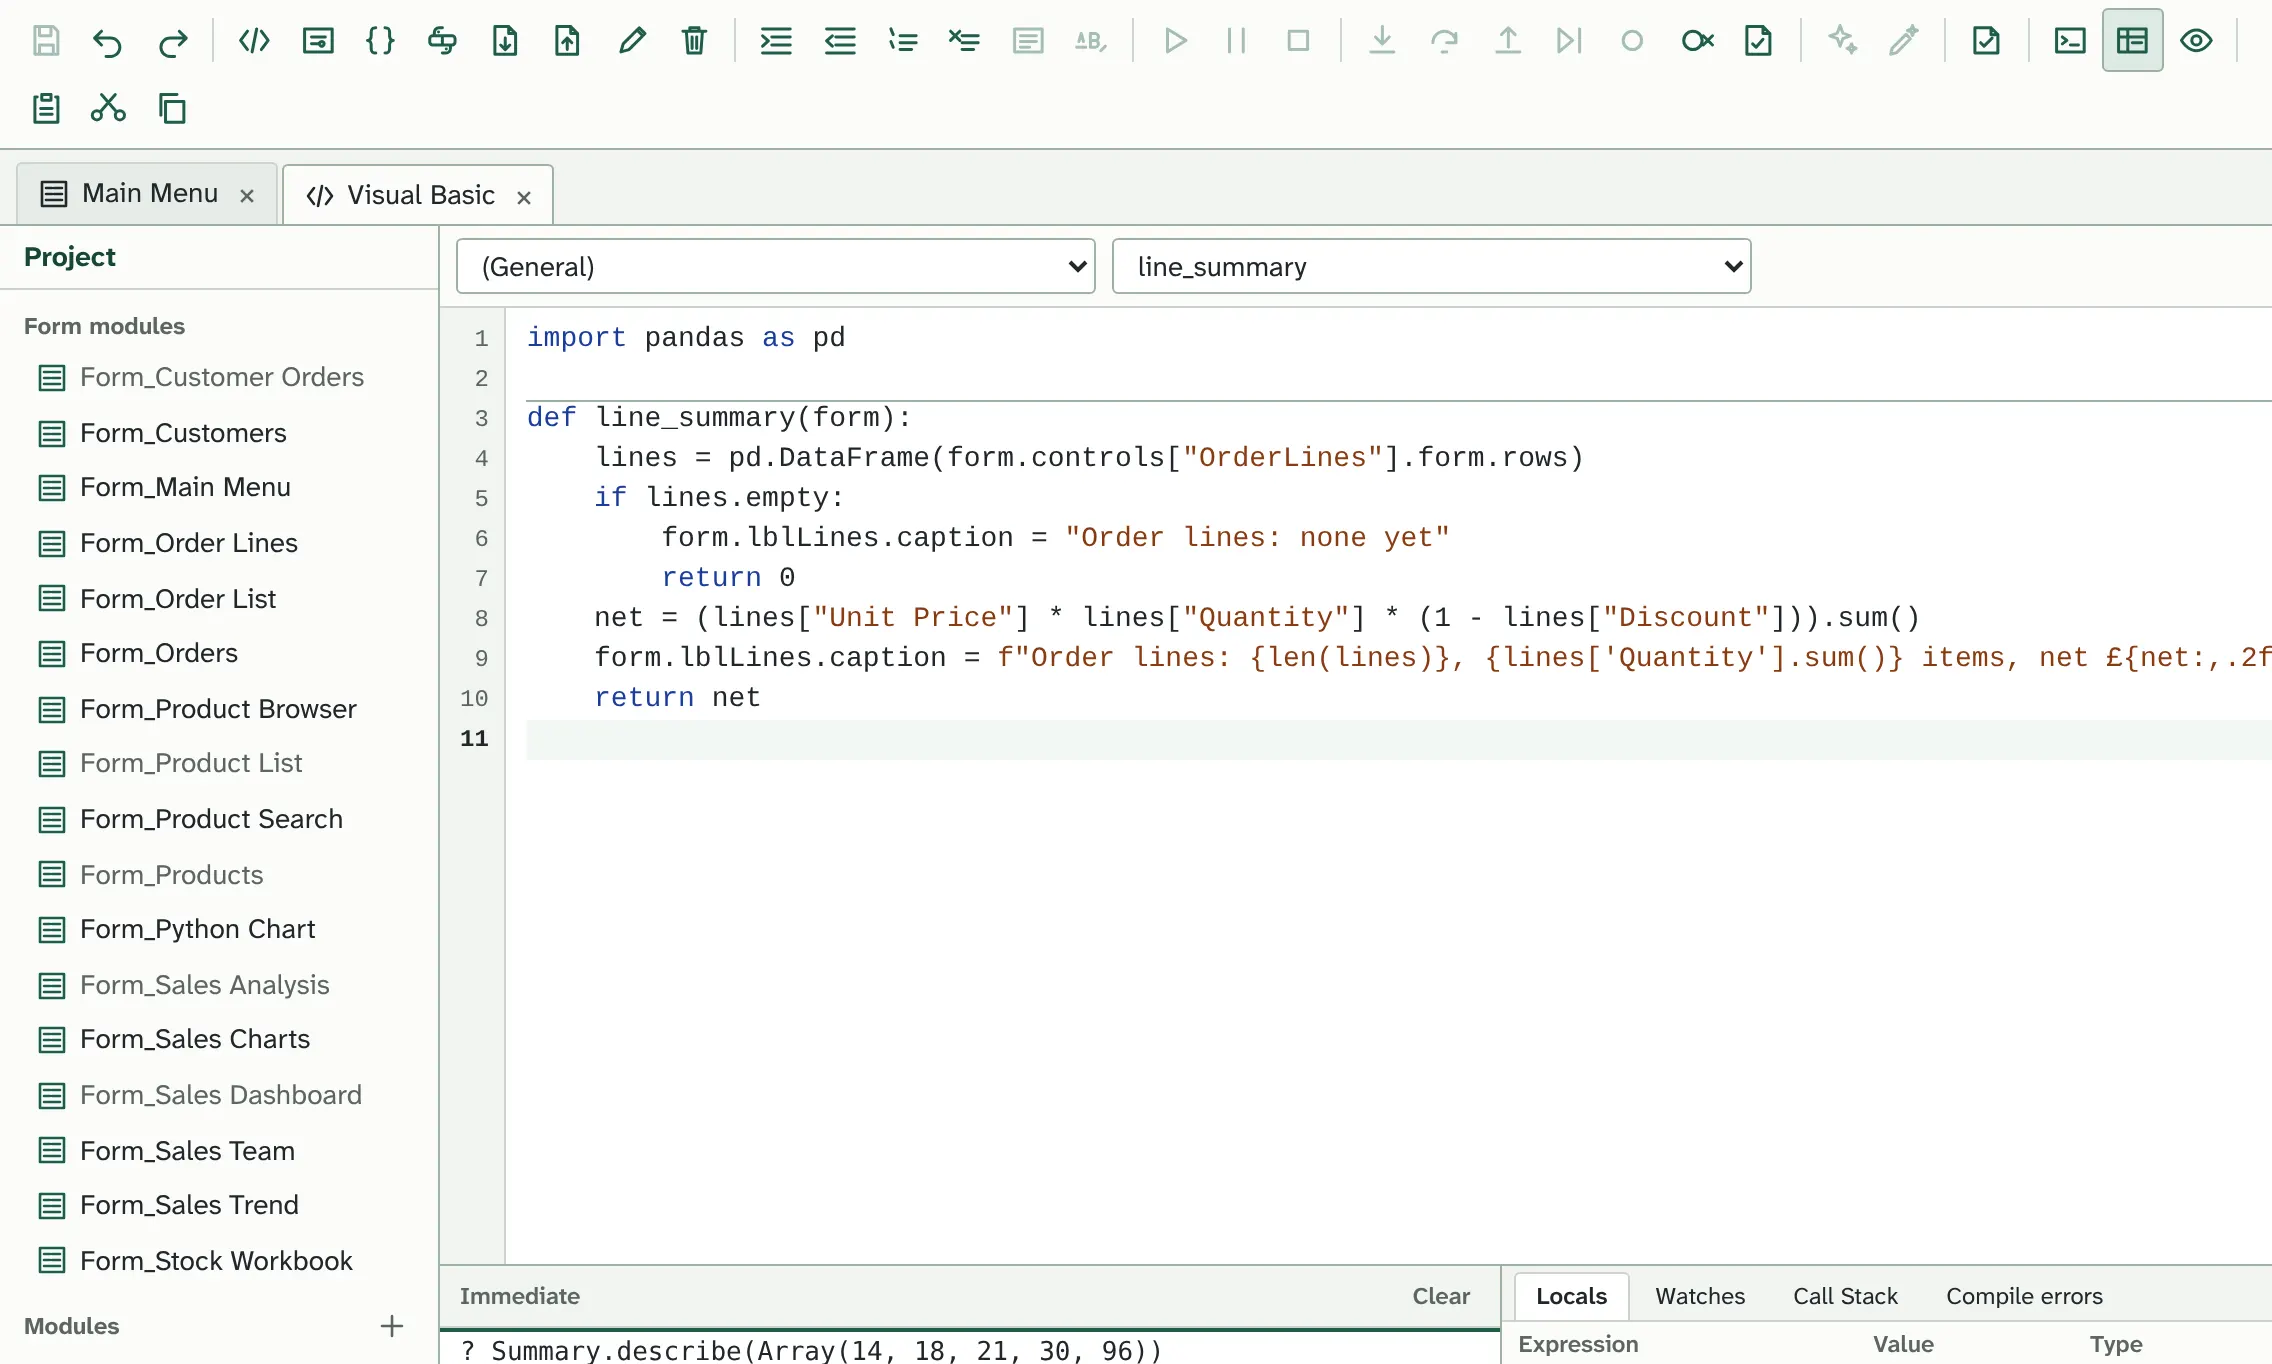 Main Menu ×
</> Visual Basic ×
Project
(General)
line_summary
Form modules
Form_Customer Orders
Form_Customers
Form_Main Menu
Form_Order Lines
Form_Order List
Form_Orders
Form_Product Browser
Form_Product List
Form_Product Search
Form_Products
Form_Python Chart
Form_Sales Analysis
Form_Sales Charts
Form_Sales Dashboard
Form_Sales Team
Form_Sales Trend
Form_Stock Workbook
Modules +
1 import pandas as pd
2
3 def line_summary(form):
4     lines = pd.DataFrame(form.controls["OrderLines"].form.rows)
5     if lines.empty:
6         form.lblLines.caption = "Order lines: none yet"
7         return 0
8     net = (lines["Unit Price"] * lines["Quantity"] * (1 - lines["Discount"])).sum()
9     form.lblLines.caption = f"Order lines: {len(lines)}, {lines['Quantity'].sum()} items, net £{net:,.2f
10     return net
11
Immediate Clear
? Summary.describe(Array(14, 18, 21, 30, 96))
Locals Watches Call Stack Compile errors
Expression Value Type